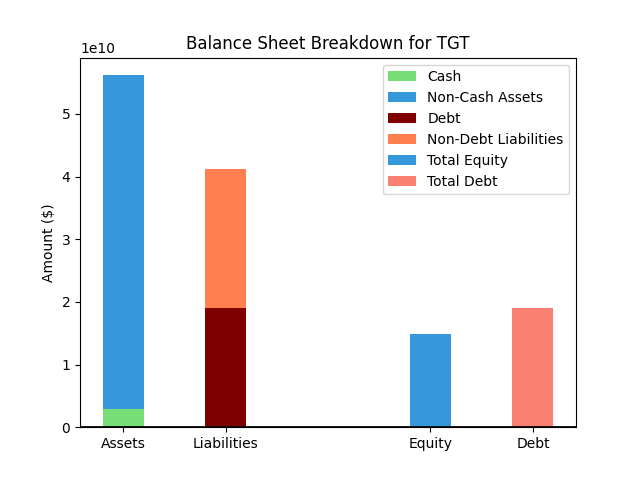 Balance Sheet Breakdown for TGT
1e10
Cash
Non-Cash Assets
Debt
Non-Debt Liabilities
Total Equity
Total Debt
Amount ($)
5
4
3
2
1
0
Assets
Liabilities
Equity
Debt